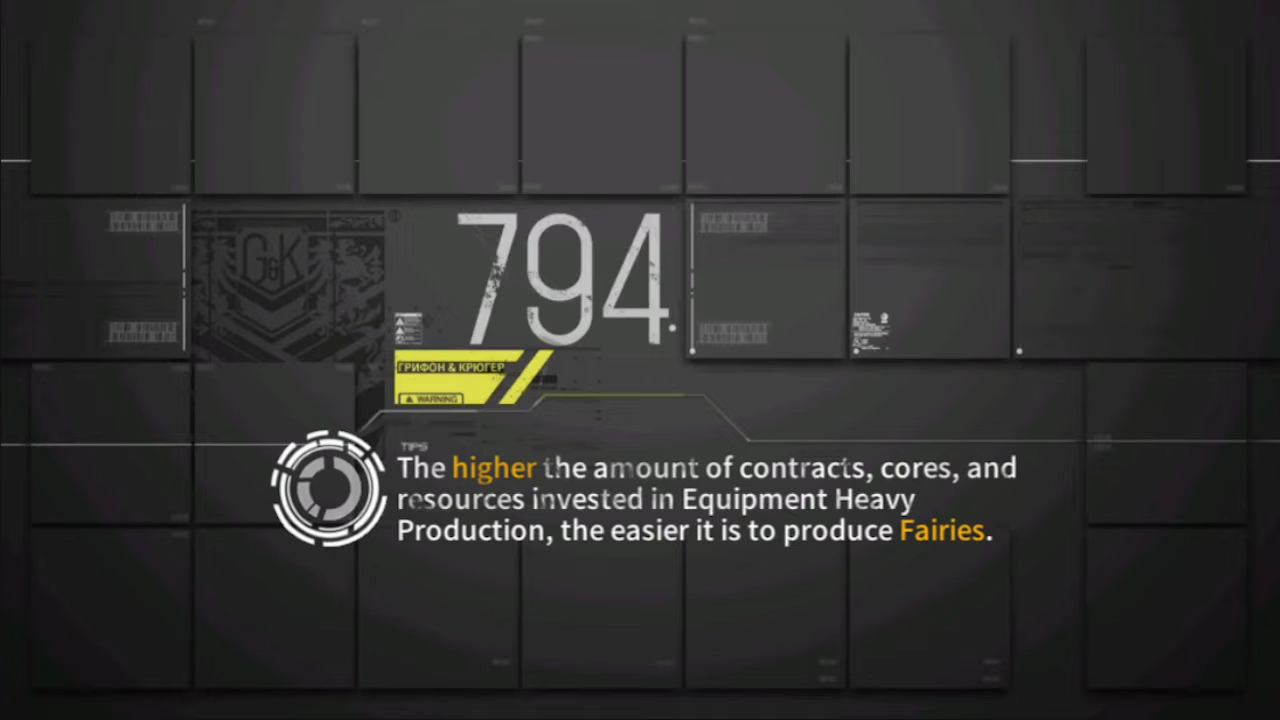 G&K
794.
ГРИФОН & КРЮГЕР
WARNING
TIPS
The higher the amount of contracts, cores, and
resources invested in Equipment Heavy
Production, the easier it is to produce Fairies.